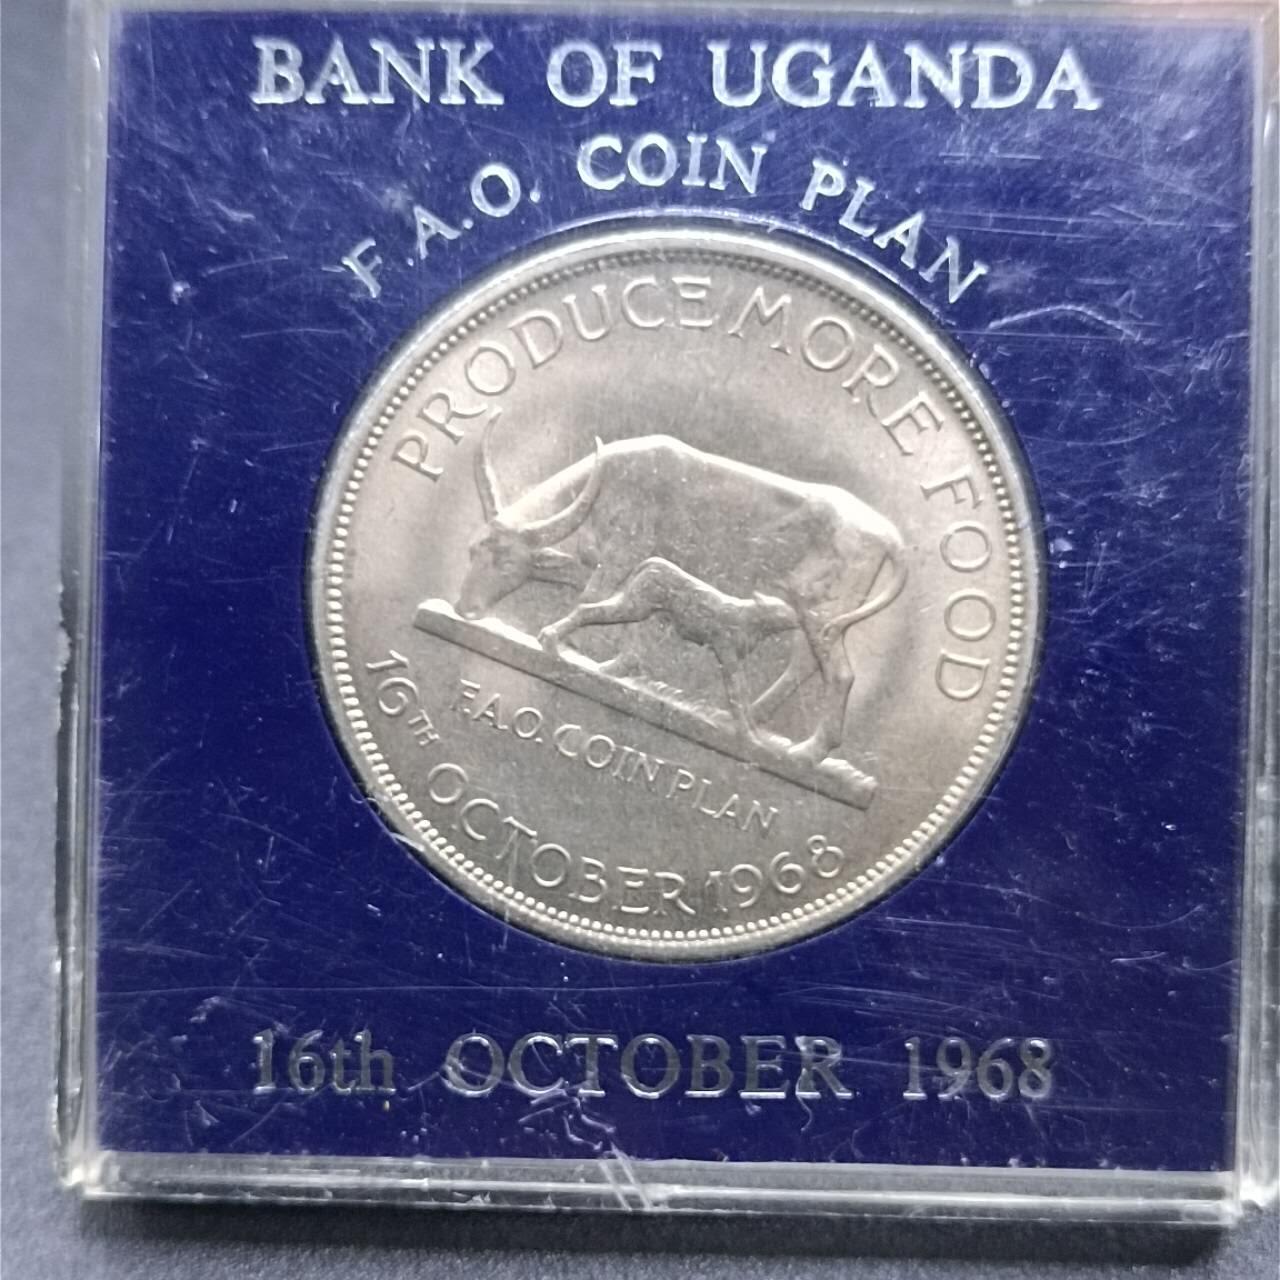 BANK OF UGANDA
F.A.O. COIN PLAN
PRODUCE MORE FOOD
F.A.O. COIN PLAN
16TH OCTOBER 1968
16th OCTOBER 1968